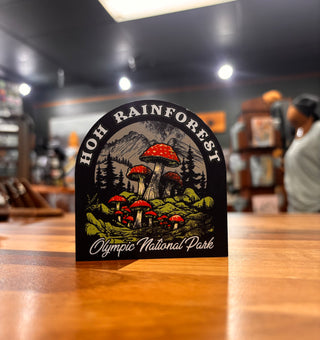 HOH RAINFOREST
Olympic National Park